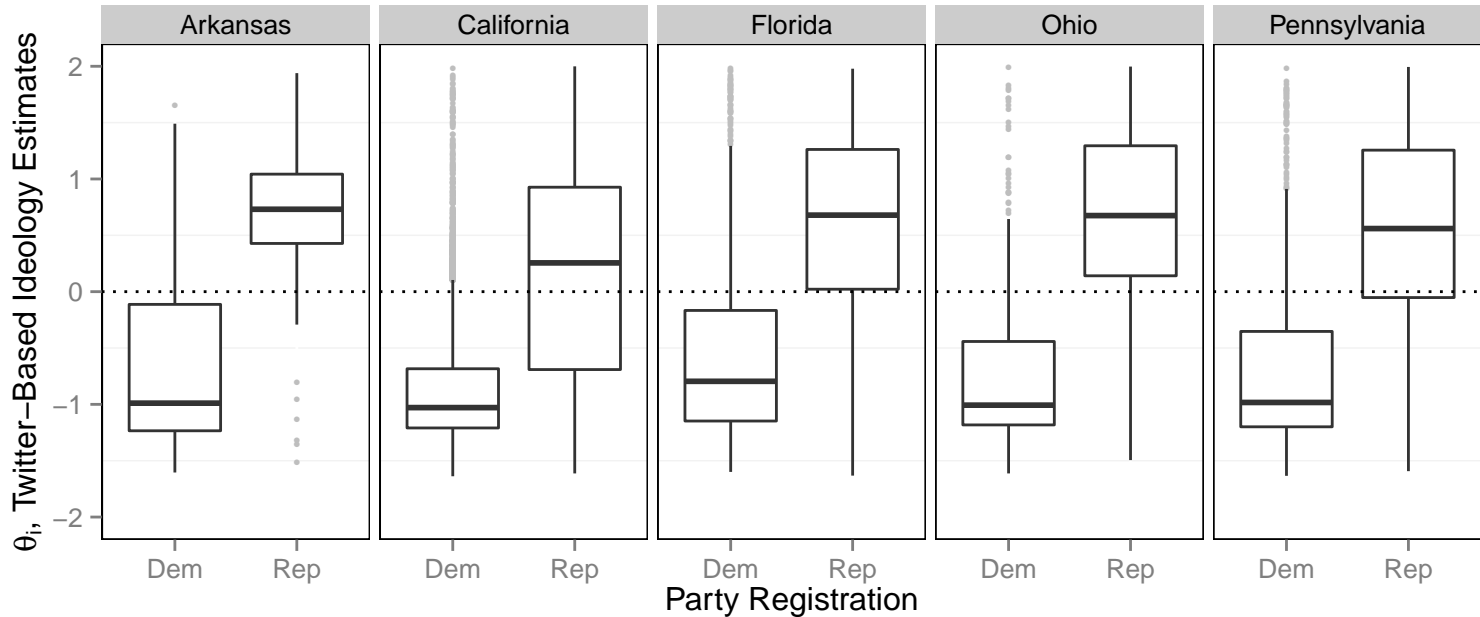 Arkansas California Florida Ohio Pennsylvania
θi, Twitter−Based Ideology Estimates
2
1
0
−1
−2
Dem Rep Dem Rep Dem Rep Dem Rep Dem Rep
Party Registration